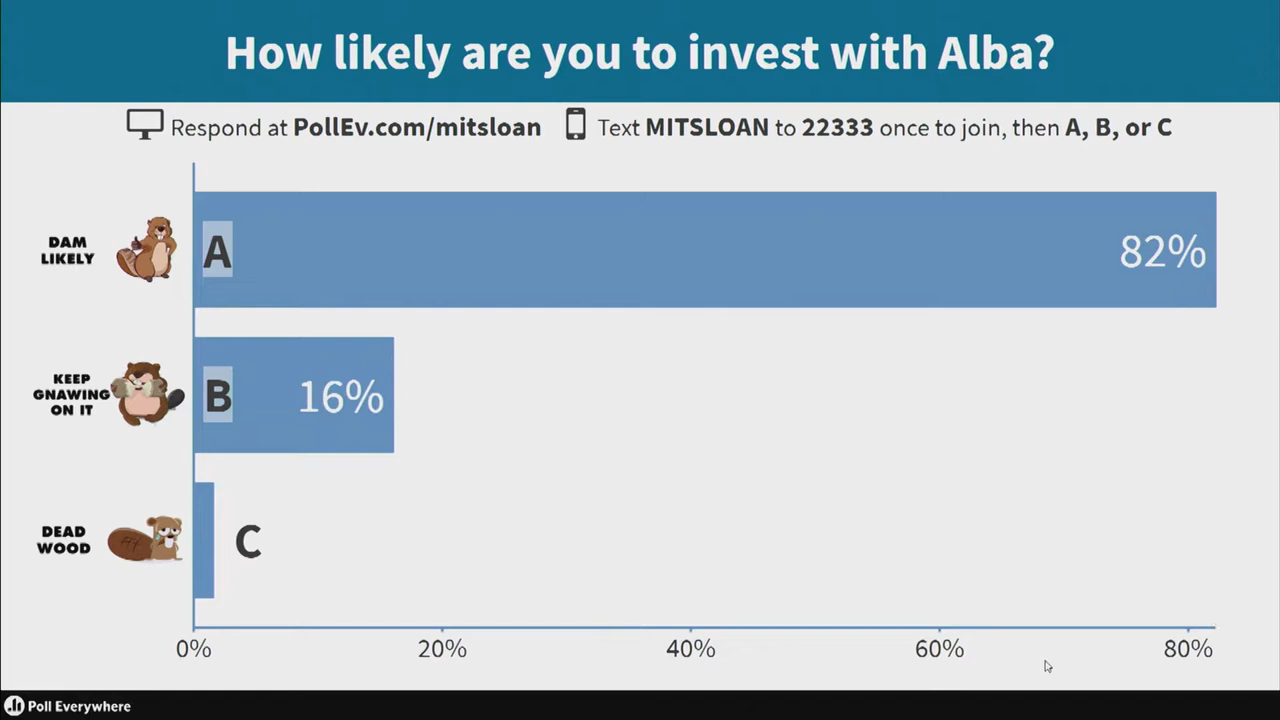 How likely are you to invest with Alba?
Respond at PollEv.com/mitsloan Text MITSLOAN to 22333 once to join, then A, B, or C
DAM
LIKELY
A
82%
KEEP
GNAWING
ON IT
B
16%
DEAD
WOOD
C
0% 20% 40% 60% 80%
Poll Everywhere